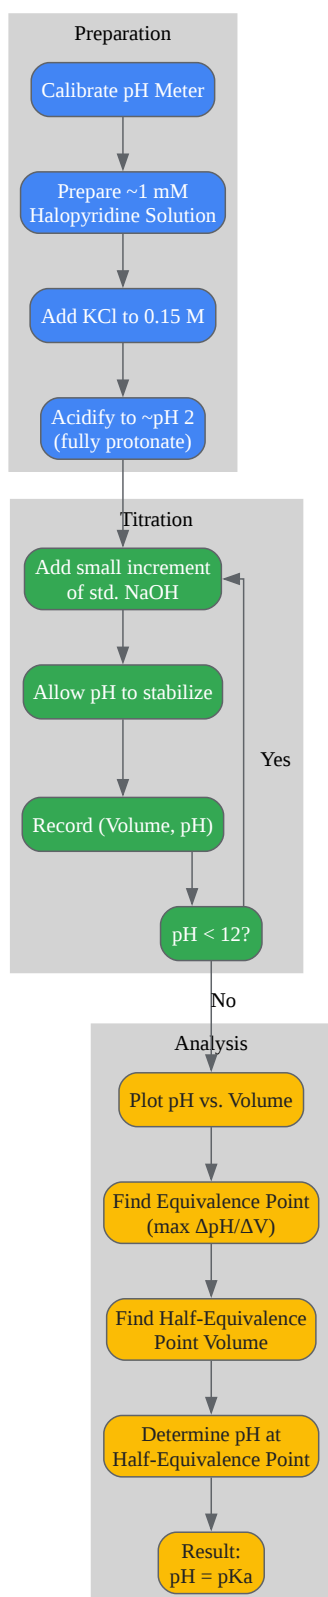 Preparation
Calibrate pH Meter
Prepare ~1 mM
Halopyridine Solution
Add KCl to 0.15 M
Acidify to ~pH 2
(fully protonate)
Titration
Add small increment
of std. NaOH
Allow pH to stabilize
Yes
Record (Volume, pH)
pH < 12?
No
Analysis
Plot pH vs. Volume
Find Equivalence Point
(max ΔpH/ΔV)
Find Half-Equivalence
Point Volume
Determine pH at
Half-Equivalence Point
Result:
pH = pKa